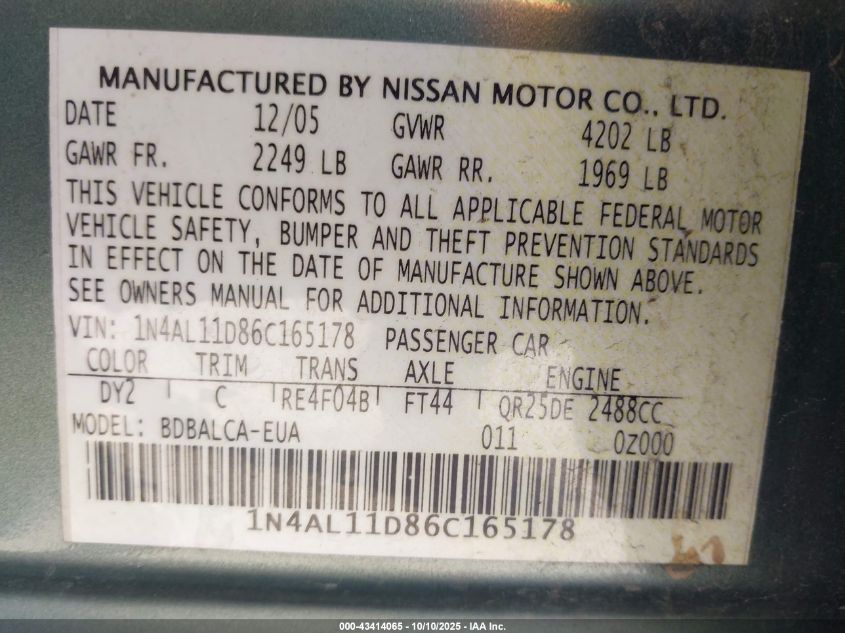 MANUFACTURED BY NISSAN MOTOR CO., LTD.
DATE 12/05 GVWR 4202 LB
GAWR FR. 2249 LB GAWR RR. 1969 LB
THIS VEHICLE CONFORMS TO ALL APPLICABLE FEDERAL MOTOR
VEHICLE SAFETY, BUMPER AND THEFT PREVENTION STANDARDS
IN EFFECT ON THE DATE OF MANUFACTURE SHOWN ABOVE.
SEE OWNERS MANUAL FOR ADDITIONAL INFORMATION.
VIN: 1N4AL11D86C165178 PASSENGER CAR
COLOR TRIM TRANS AXLE ENGINE
DY2 C RE4F04B FT44 QR25DE 2488CC
MODEL: BDBALCA-EUA 011 0Z000
1N4AL11D86C165178
000-43414065 - 10/10/2025 - IAA Inc.